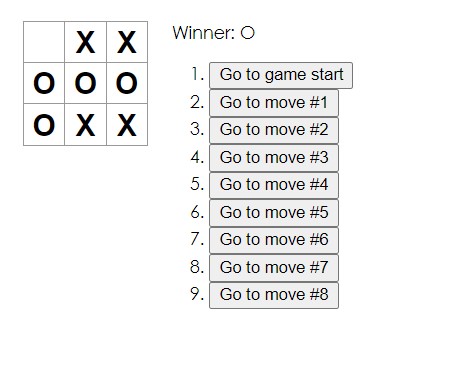 X X
O O O
O X X
Winner: O
1. Go to game start
2. Go to move #1
3. Go to move #2
4. Go to move #3
5. Go to move #4
6. Go to move #5
7. Go to move #6
8. Go to move #7
9. Go to move #8